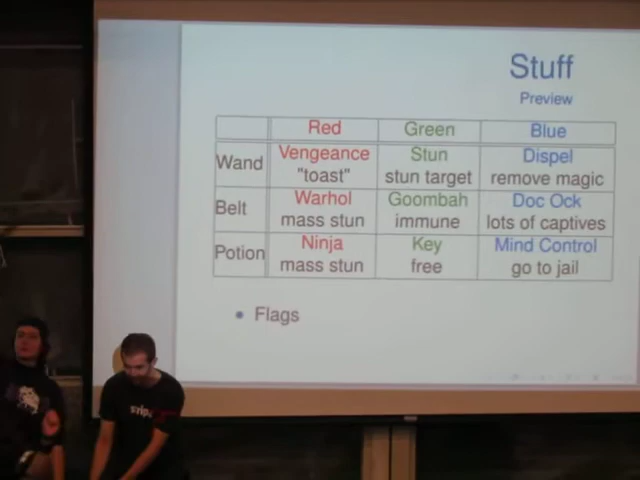 Stuff
Preview
Red Green Blue
Wand Vengeance Stun Dispel
"toast" stun target remove magic
Belt Warhol Goombah Doc Ock
mass stun immune lots of captives
Potion Ninja Key Mind Control
mass stun free go to jail
• Flags